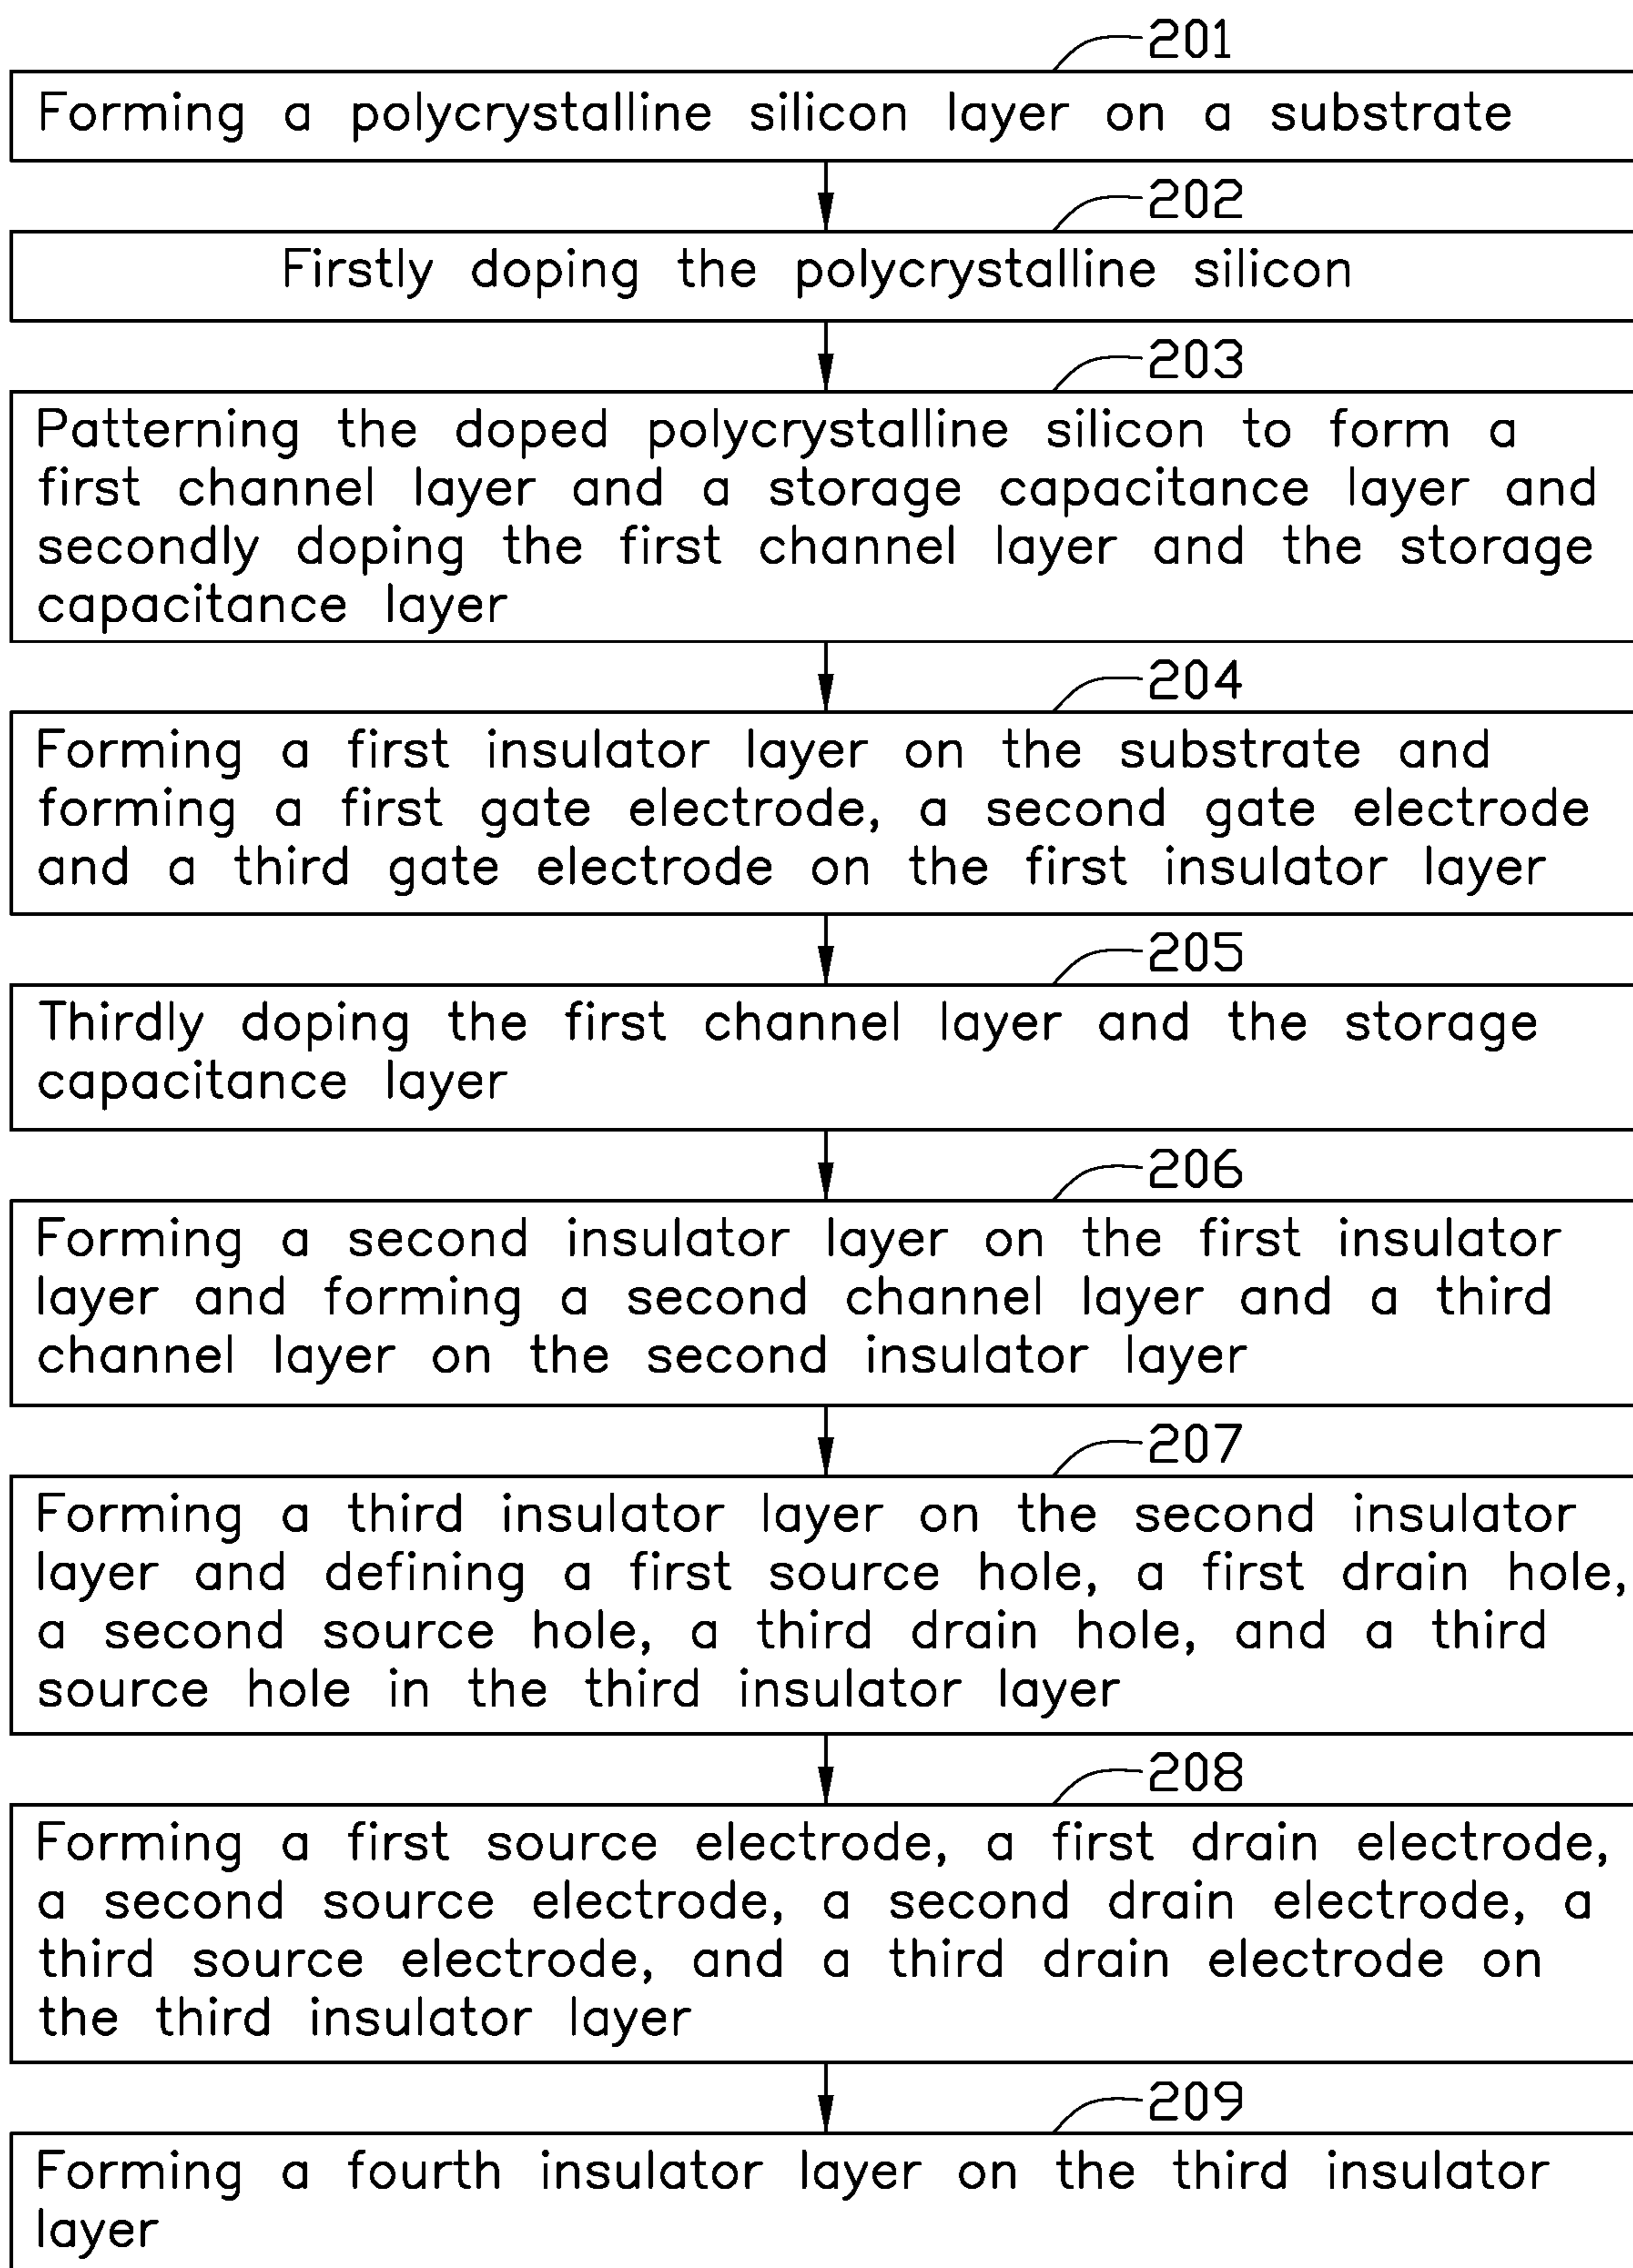 201
Forming a polycrystalline silicon layer on a substrate
202
Firstly doping the polycrystalline silicon
203
Patterning the doped polycrystalline silicon to form a
first channel layer and a storage capacitance layer and
secondly doping the first channel layer and the storage
capacitance layer
204
Forming a first insulator layer on the substrate and
forming a first gate electrode, a second gate electrode
and a third gate electrode on the first insulator layer
205
Thirdly doping the first channel layer and the storage
capacitance layer
206
Forming a second insulator layer on the first insulator
layer and forming a second channel layer and a third
channel layer on the second insulator layer
207
Forming a third insulator layer on the second insulator
layer and defining a first source hole, a first drain hole,
a second source hole, a third drain hole, and a third
source hole in the third insulator layer
208
Forming a first source electrode, a first drain electrode,
a second source electrode, a second drain electrode, a
third source electrode, and a third drain electrode on
the third insulator layer
209
Forming a fourth insulator layer on the third insulator
layer